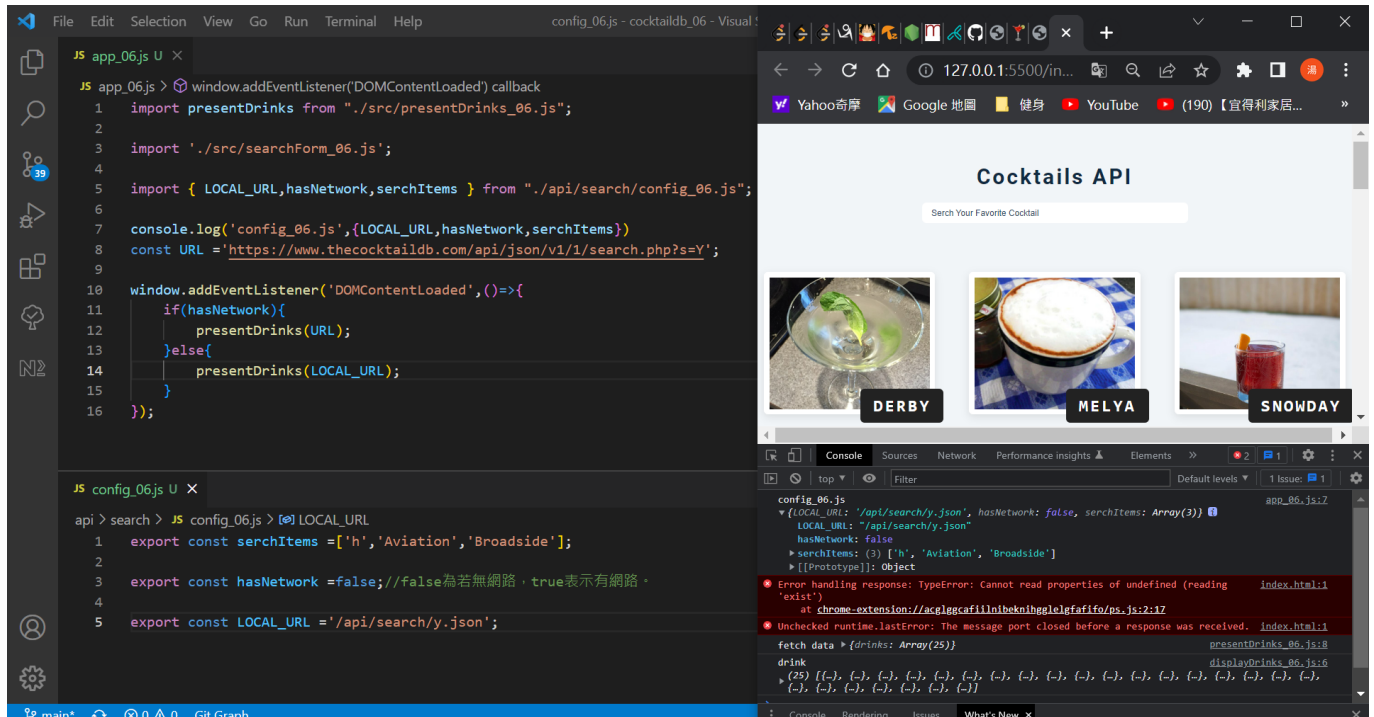 File Edit Selection View Go Run Terminal Help config_06.js - cocktaildb_06 - Visual
JS app_06.js U ×
JS app_06.js > window.addEventListener('DOMContentLoaded') callback
1 import presentDrinks from "./src/presentDrinks_06.js";
2
3 import './src/searchForm_06.js';
4
5 import { LOCAL_URL,hasNetwork,serchItems } from "./api/search/config_06.js";
6
7 console.log('config_06.js',{LOCAL_URL,hasNetwork,serchItems})
8 const URL ='https://www.thecocktaildb.com/api/json/v1/1/search.php?s=Y';
9
10 window.addEventListener('DOMContentLoaded',()=>{
11 if(hasNetwork){
12 presentDrinks(URL);
13 }else{
14 presentDrinks(LOCAL_URL);
15 }
16 });
39
JS config_06.js U ×
api > search > JS config_06.js > LOCAL_URL
1 export const serchItems =['h','Aviation','Broadside'];
2
3 export const hasNetwork =false;//false為若無網路，true表示有網路。
4
5 export const LOCAL_URL ='/api/search/y.json';
main* 0 0 Git Graph
127.0.0.1:5500/in...
湯
Yahoo奇摩 Google 地圖 健身 YouTube (190)【宜得利家居... »
Cocktails API
Serch Your Favorite Cocktail
DERBY MELYA SNOWDAY
Console Sources Network Performance insights Elements » 2 1
top ▼ Filter Default levels ▼ 1 Issue: 1
config_06.js app_06.js:7
{LOCAL_URL: '/api/search/y.json', hasNetwork: false, serchItems: Array(3)}
LOCAL_URL: "/api/search/y.json"
hasNetwork: false
serchItems: (3) ['h', 'Aviation', 'Broadside']
[[Prototype]]: Object
Error handling response: TypeError: Cannot read properties of undefined (reading index.html:1
'exist')
at chrome-extension://acglggcafiilnibeknihgglelgfafifo/ps.js:2:17
Unchecked runtime.lastError: The message port closed before a response was received. index.html:1
fetch data {drinks: Array(25)} presentDrinks_06.js:8
drink displayDrinks_06.js:6
(25) [{…}, {…}, {…}, {…}, {…}, {…}, {…}, {…}, {…}, {…}, {…}, {…}, {…}, {…}, {…}, {…}, {…}, {…},
{…}, {…}, {…}, {…}, {…}, {…}, {…}]
Console Rendering Issues What's New ×